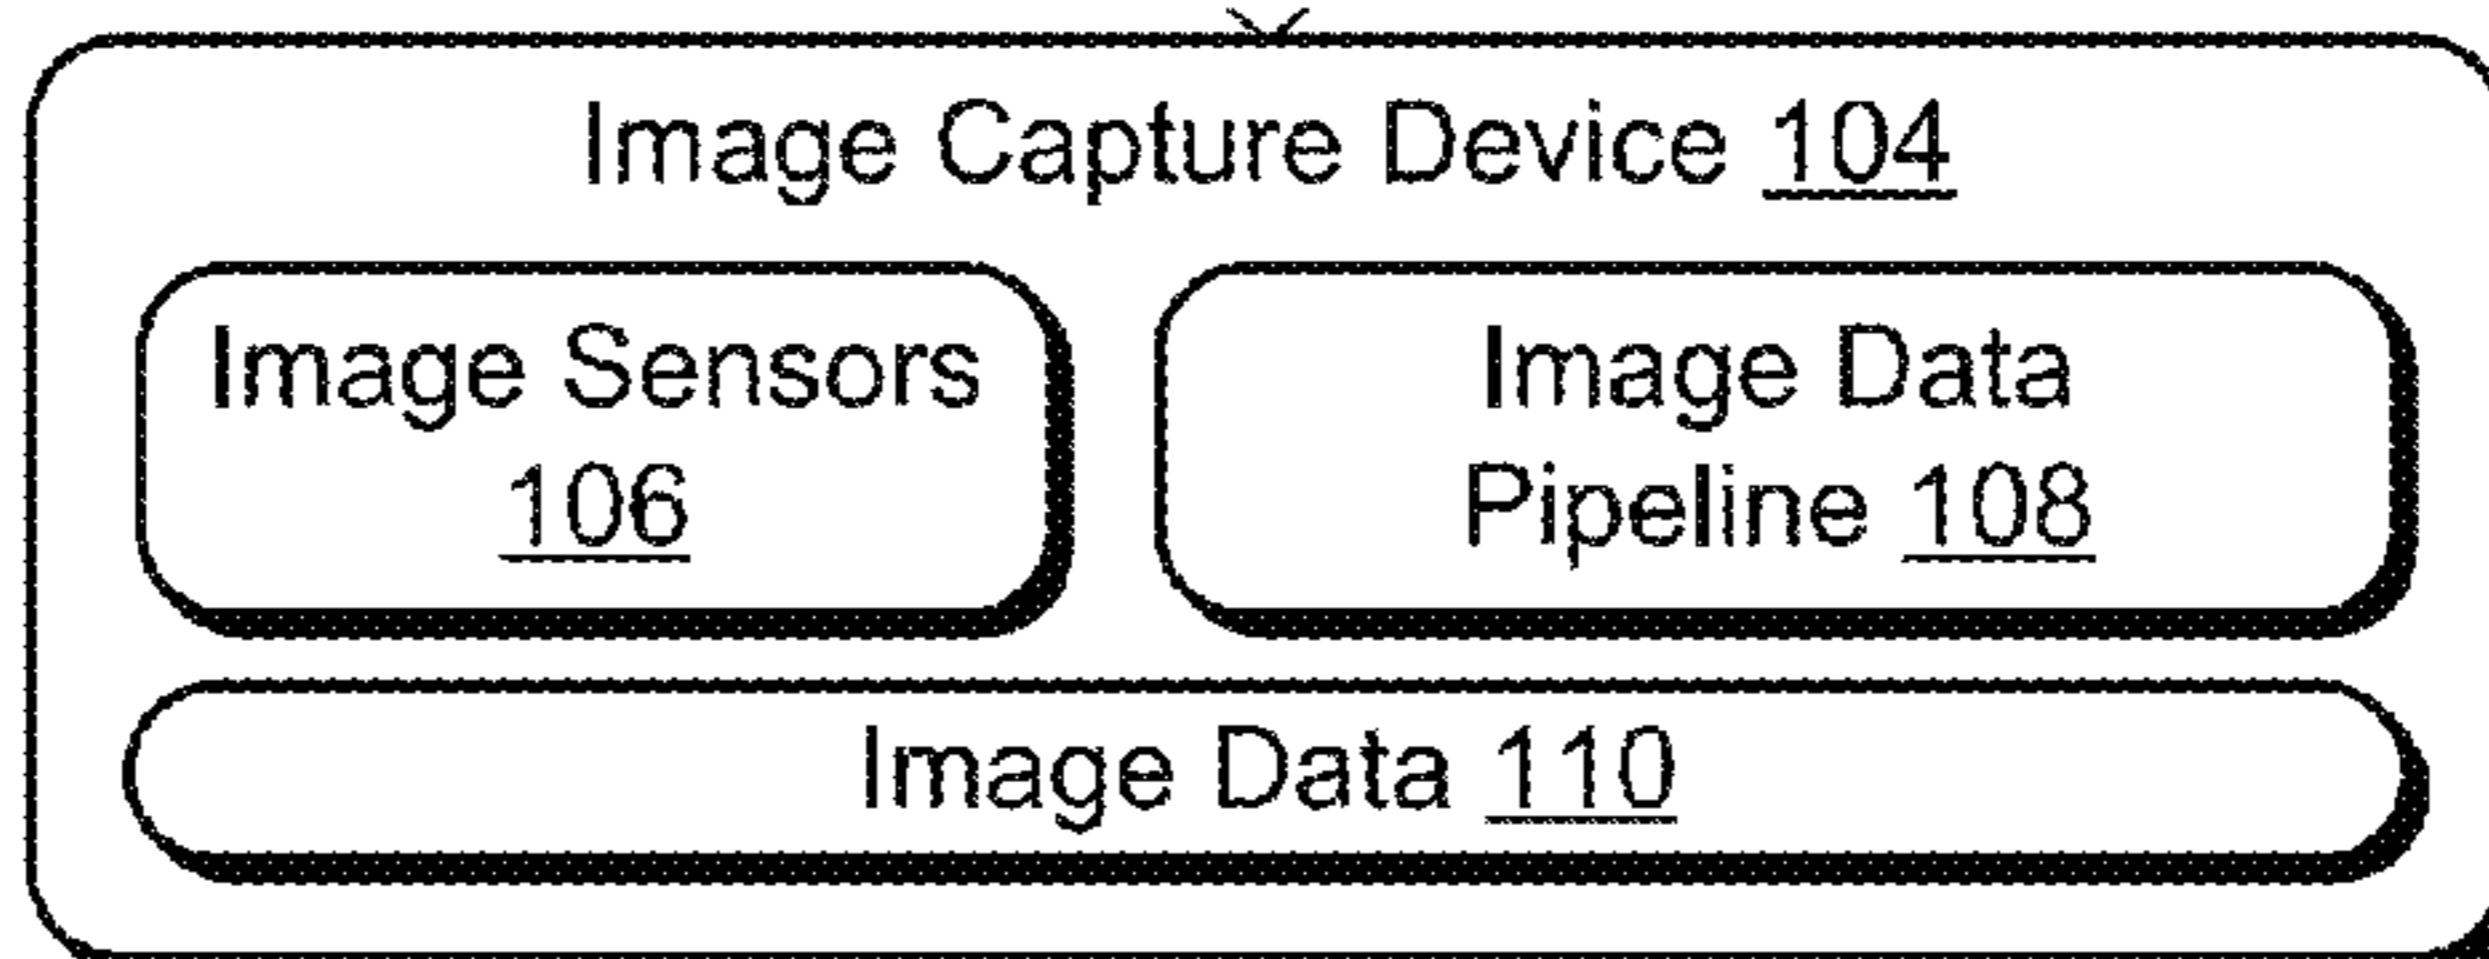 Image Capture Device 104
Image Sensors
106
Image Data
Pipeline 108
Image Data 110